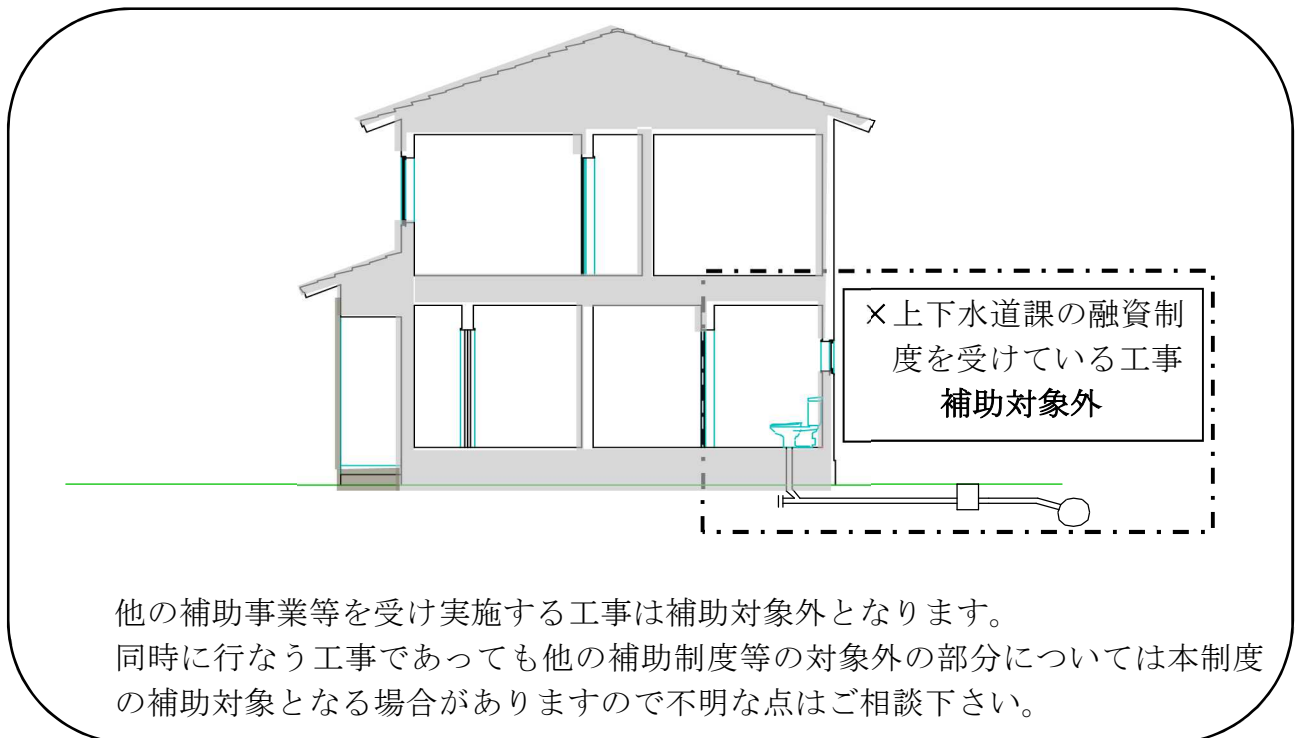 ×上下水道課の融資制
度を受けている工事
補助対象外
他の補助事業等を受け実施する工事は補助対象外となります。
同時に行なう工事であっても他の補助制度等の対象外の部分については本制度
の補助対象となる場合がありますので不明な点はご相談下さい。